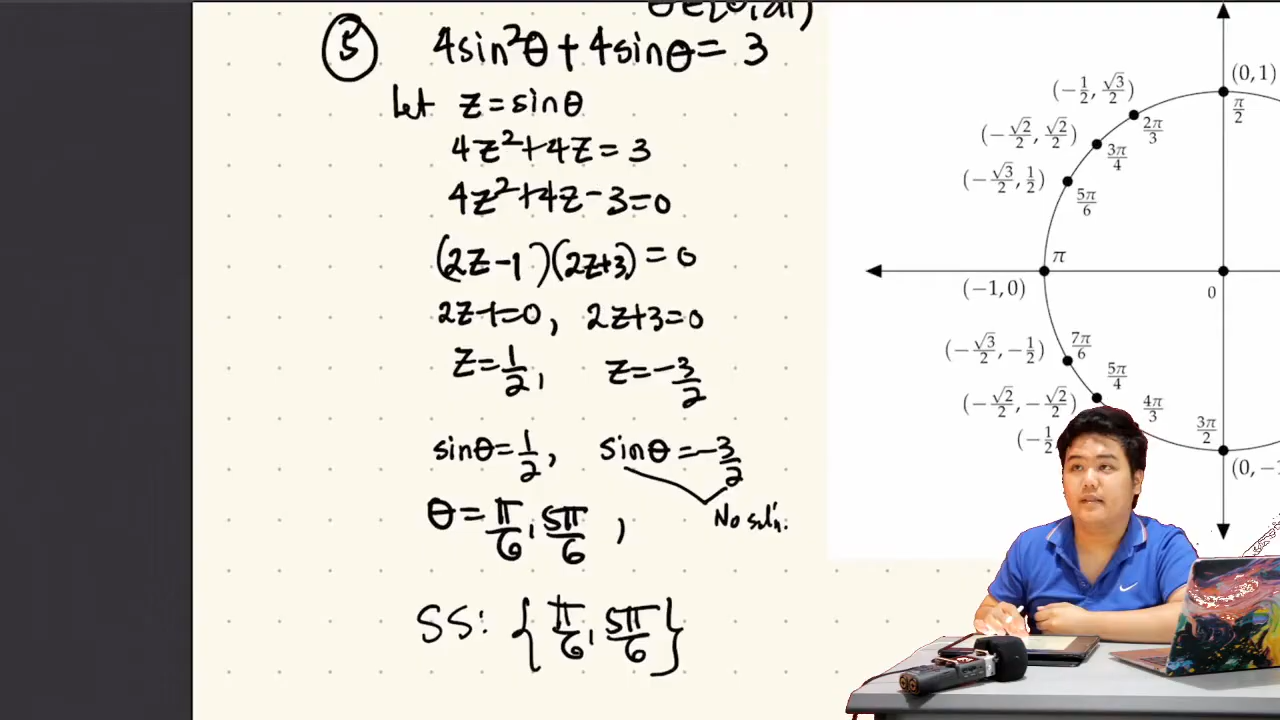 θ∈[0,2π)
⑤ 4sin²θ + 4sinθ = 3
let z = sinθ
4z² + 4z = 3
4z² + 4z − 3 = 0
(2z − 1)(2z + 3) = 0
2z − 1 = 0, 2z + 3 = 0
z = 1/2, z = −3/2
sinθ = 1/2, sinθ = −3/2
No sol'n.
θ = π/6, 5π/6 ,
SS: {π/6, 5π/6}
(0, 1)
π/2
(−1/2, √3/2)
2π/3
(−√2/2, √2/2)
3π/4
(−√3/2, 1/2)
5π/6
π
(−1, 0)
0
(−√3/2, −1/2)
7π/6
(−√2/2, −√2/2)
5π/4
(−1/2
4π/3
3π/2
(0, −1